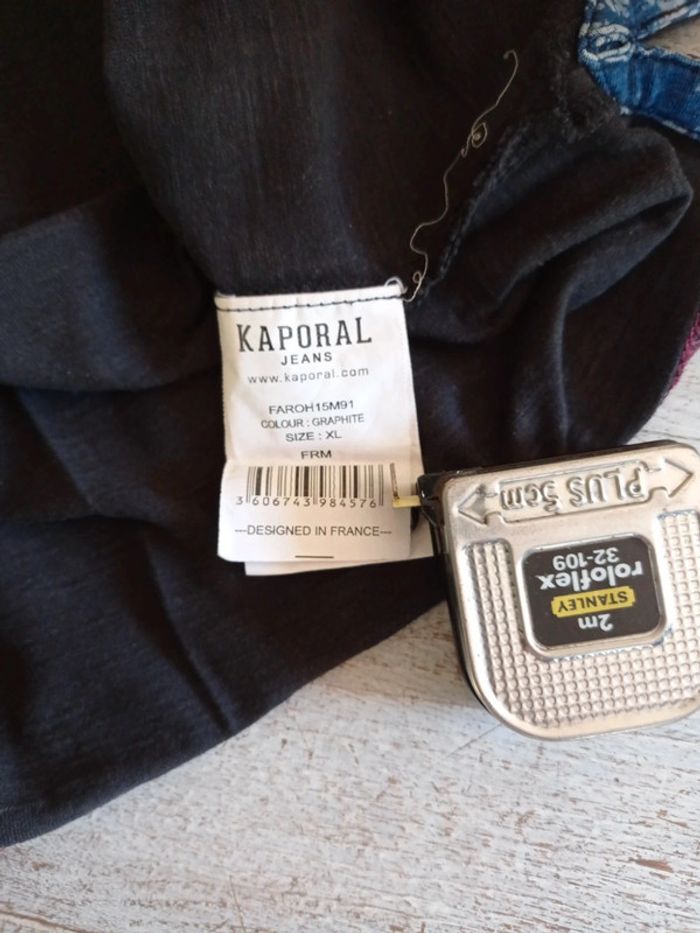 KAPORAL
JEANS
www.kaporal.com
FAROH15M91
COLOUR : GRAPHITE
SIZE : XL
FRM
3 606743 984576
---DESIGNED IN FRANCE---
PLUS 5cm
roloflex
32-109
STANLEY
2m